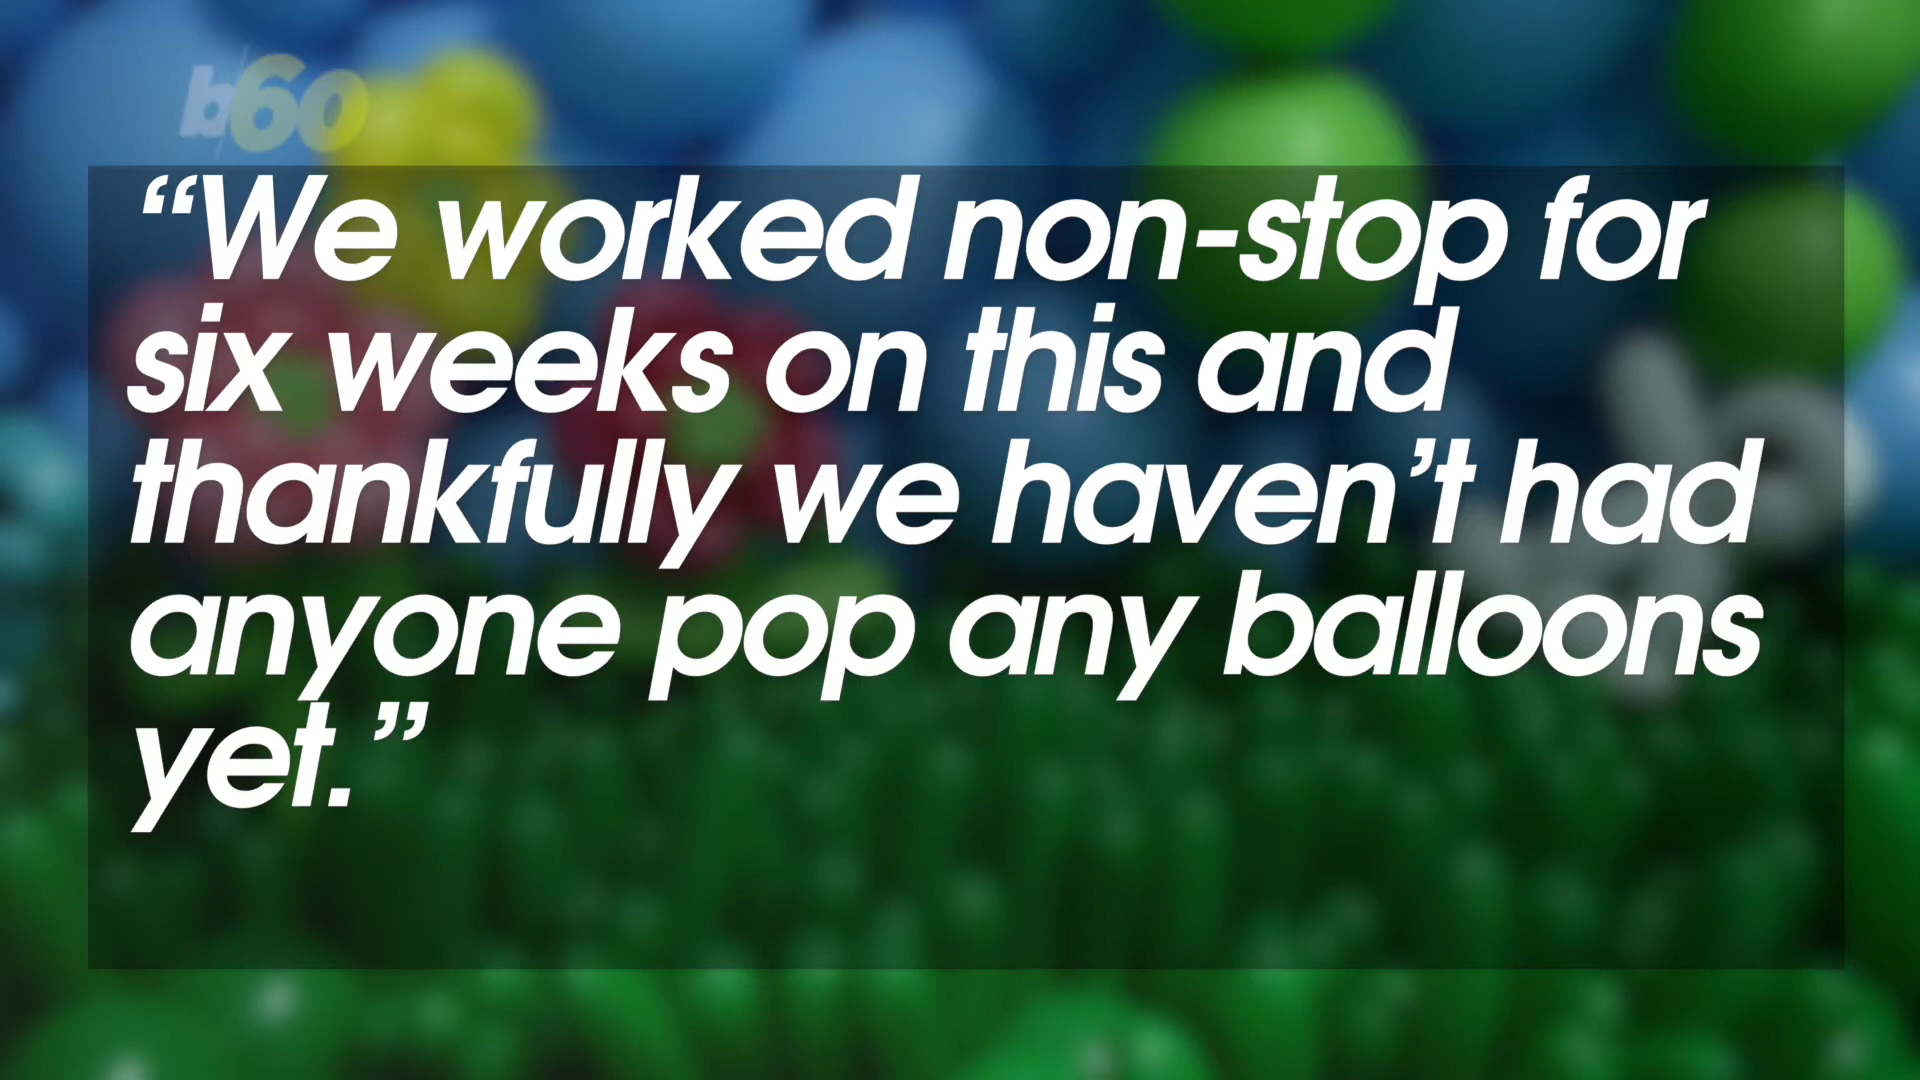 b/60
“We worked non-stop for
six weeks on this and
thankfully we haven’t had
anyone pop any balloons
yet.”